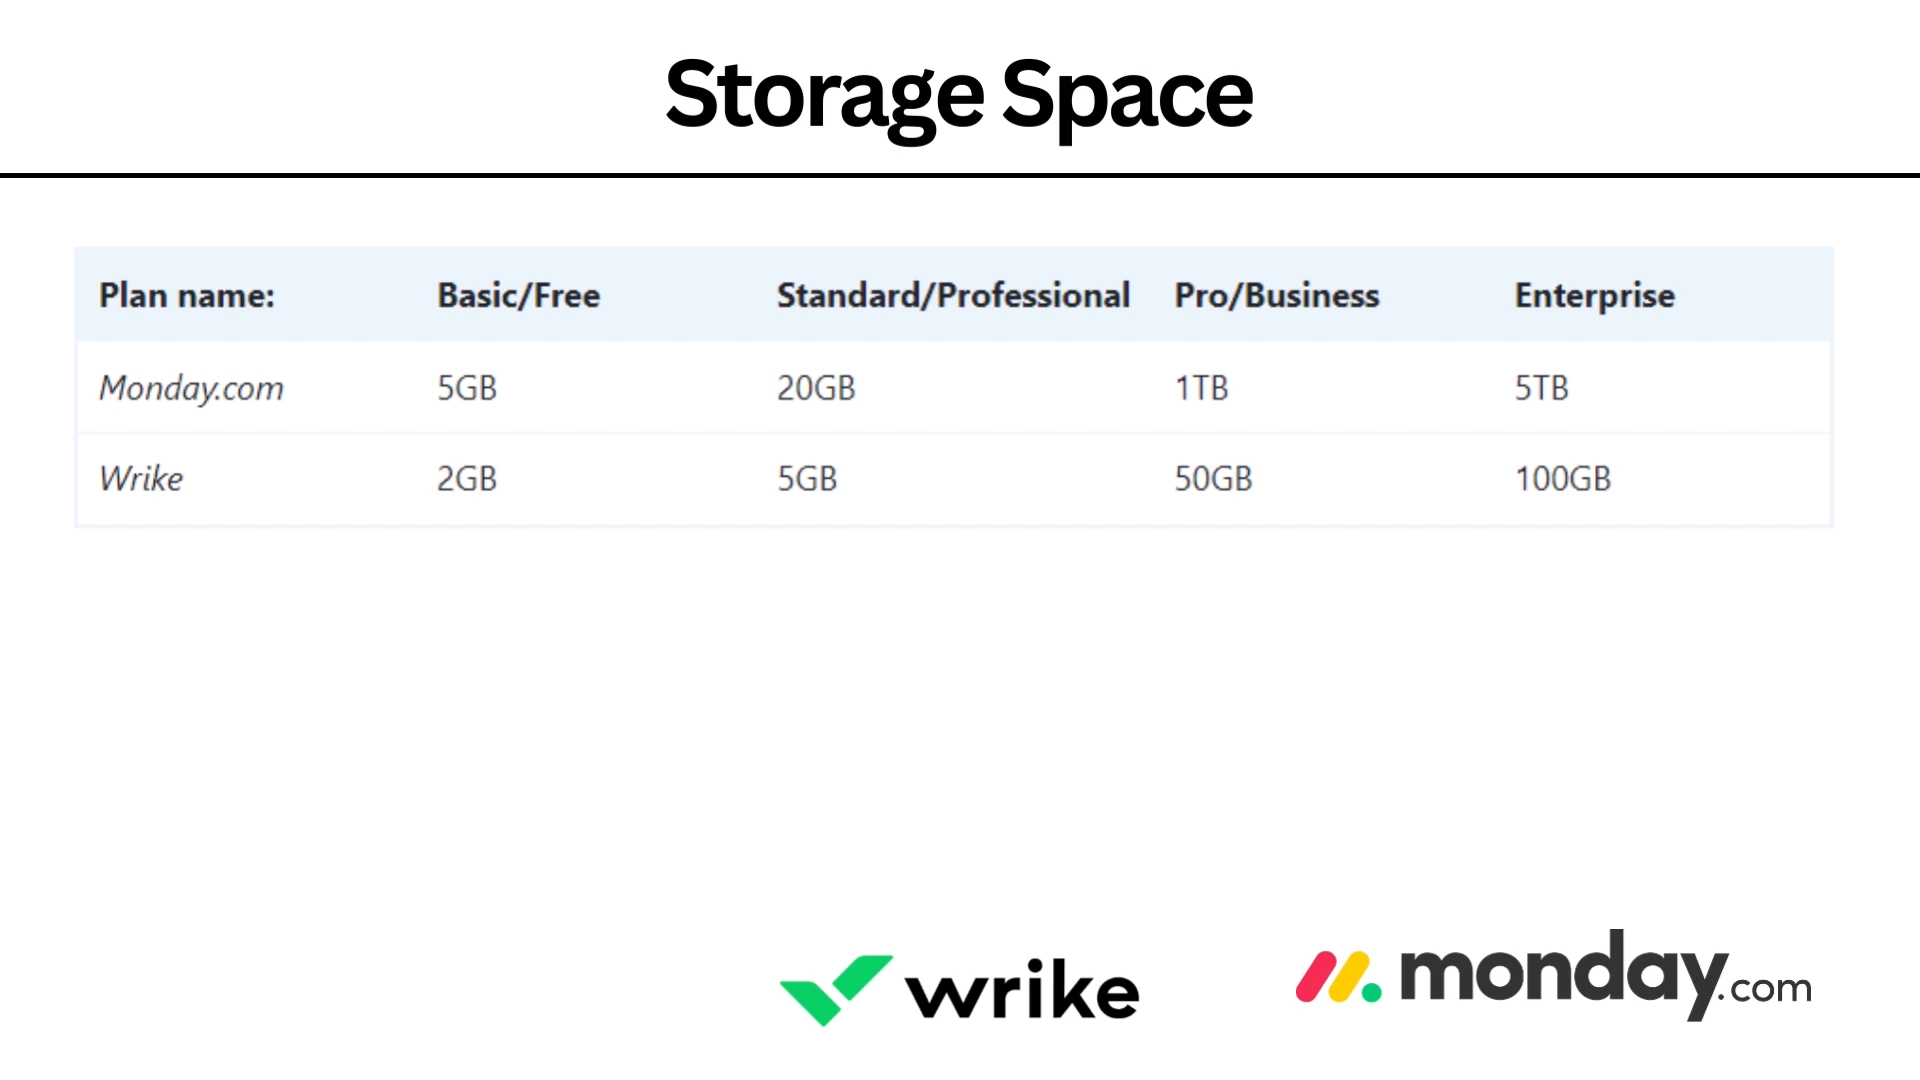 Storage Space
Plan name: Basic/Free Standard/Professional Pro/Business Enterprise
Monday.com 5GB 20GB 1TB 5TB
Wrike 2GB 5GB 50GB 100GB
wrike monday.com